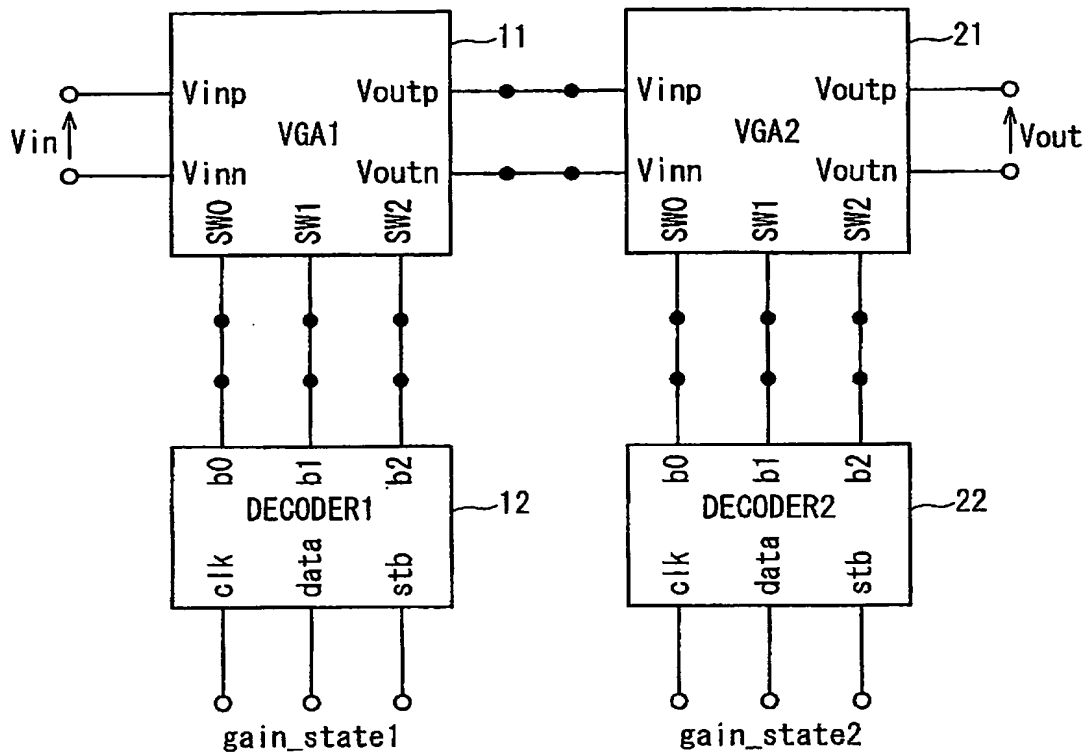 11
21
Vinp
Voutp
Vinp
Voutp
Vin
VGA1
VGA2
Vout
Vinn
Voutn
Vinn
Voutn
SW0
SW1
SW2
SW0
SW1
SW2
b0
b1
b2
b0
b1
b2
DECODER1
12
DECODER2
22
clk
data
stb
clk
data
stb
gain_state1
gain_state2